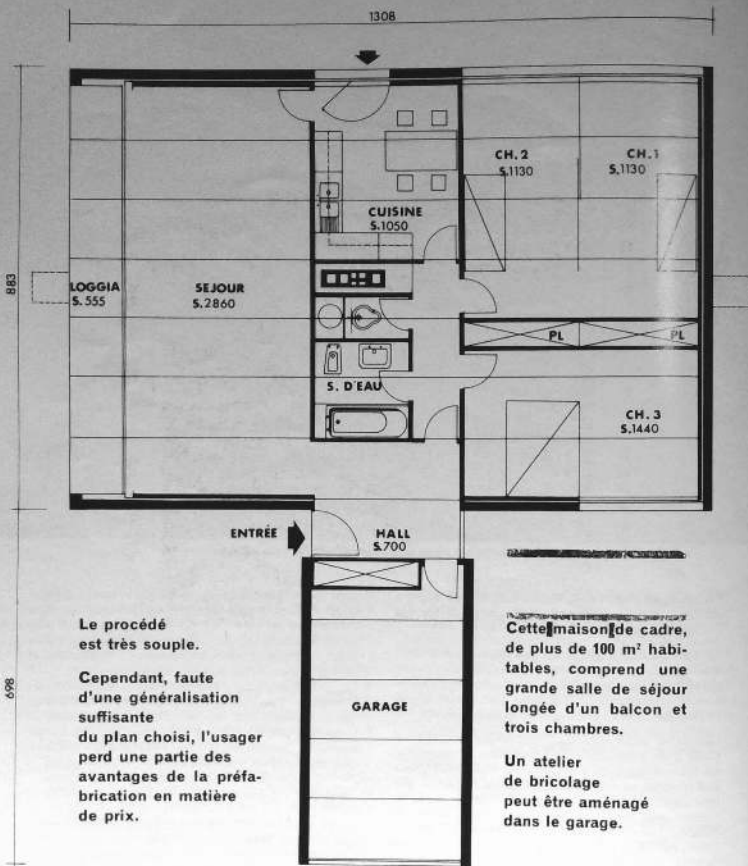 1308
883
698
CH. 2
S.1130
CH. 1
S.1130
CUISINE
S.1050
LOGGIA
S. 555
SEJOUR
S.2860
PL
PL
S. D'EAU
CH. 3
S.1440
ENTRÉE
HALL
S.700
GARAGE
Le procédé
est très souple.
Cependant, faute
d'une généralisation
suffisante
du plan choisi, l'usager
perd une partie des
avantages de la préfa-
brication en matière
de prix.
Cette maison de cadre,
de plus de 100 m² habi-
tables, comprend une
grande salle de séjour
longée d'un balcon et
trois chambres.
Un atelier
de bricolage
peut être aménagé
dans le garage.